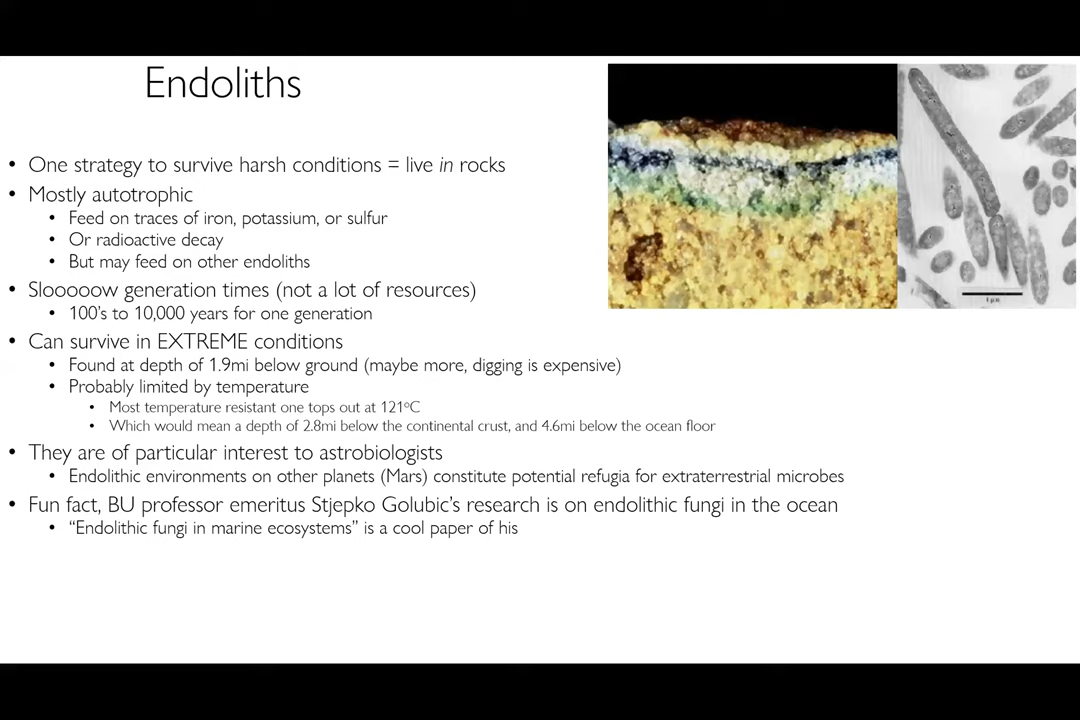 Endoliths
• One strategy to survive harsh conditions = live in rocks
• Mostly autotrophic
• Feed on traces of iron, potassium, or sulfur
• Or radioactive decay
• But may feed on other endoliths
• Slooooow generation times (not a lot of resources)
• 100's to 10,000 years for one generation
• Can survive in EXTREME conditions
• Found at depth of 1.9mi below ground (maybe more, digging is expensive)
• Probably limited by temperature
• Most temperature resistant one tops out at 121°C
• Which would mean a depth of 2.8mi below the continental crust, and 4.6mi below the ocean floor
• They are of particular interest to astrobiologists
• Endolithic environments on other planets (Mars) constitute potential refugia for extraterrestrial microbes
• Fun fact, BU professor emeritus Stjepko Golubic's research is on endolithic fungi in the ocean
• “Endolithic fungi in marine ecosystems” is a cool paper of his
1µm